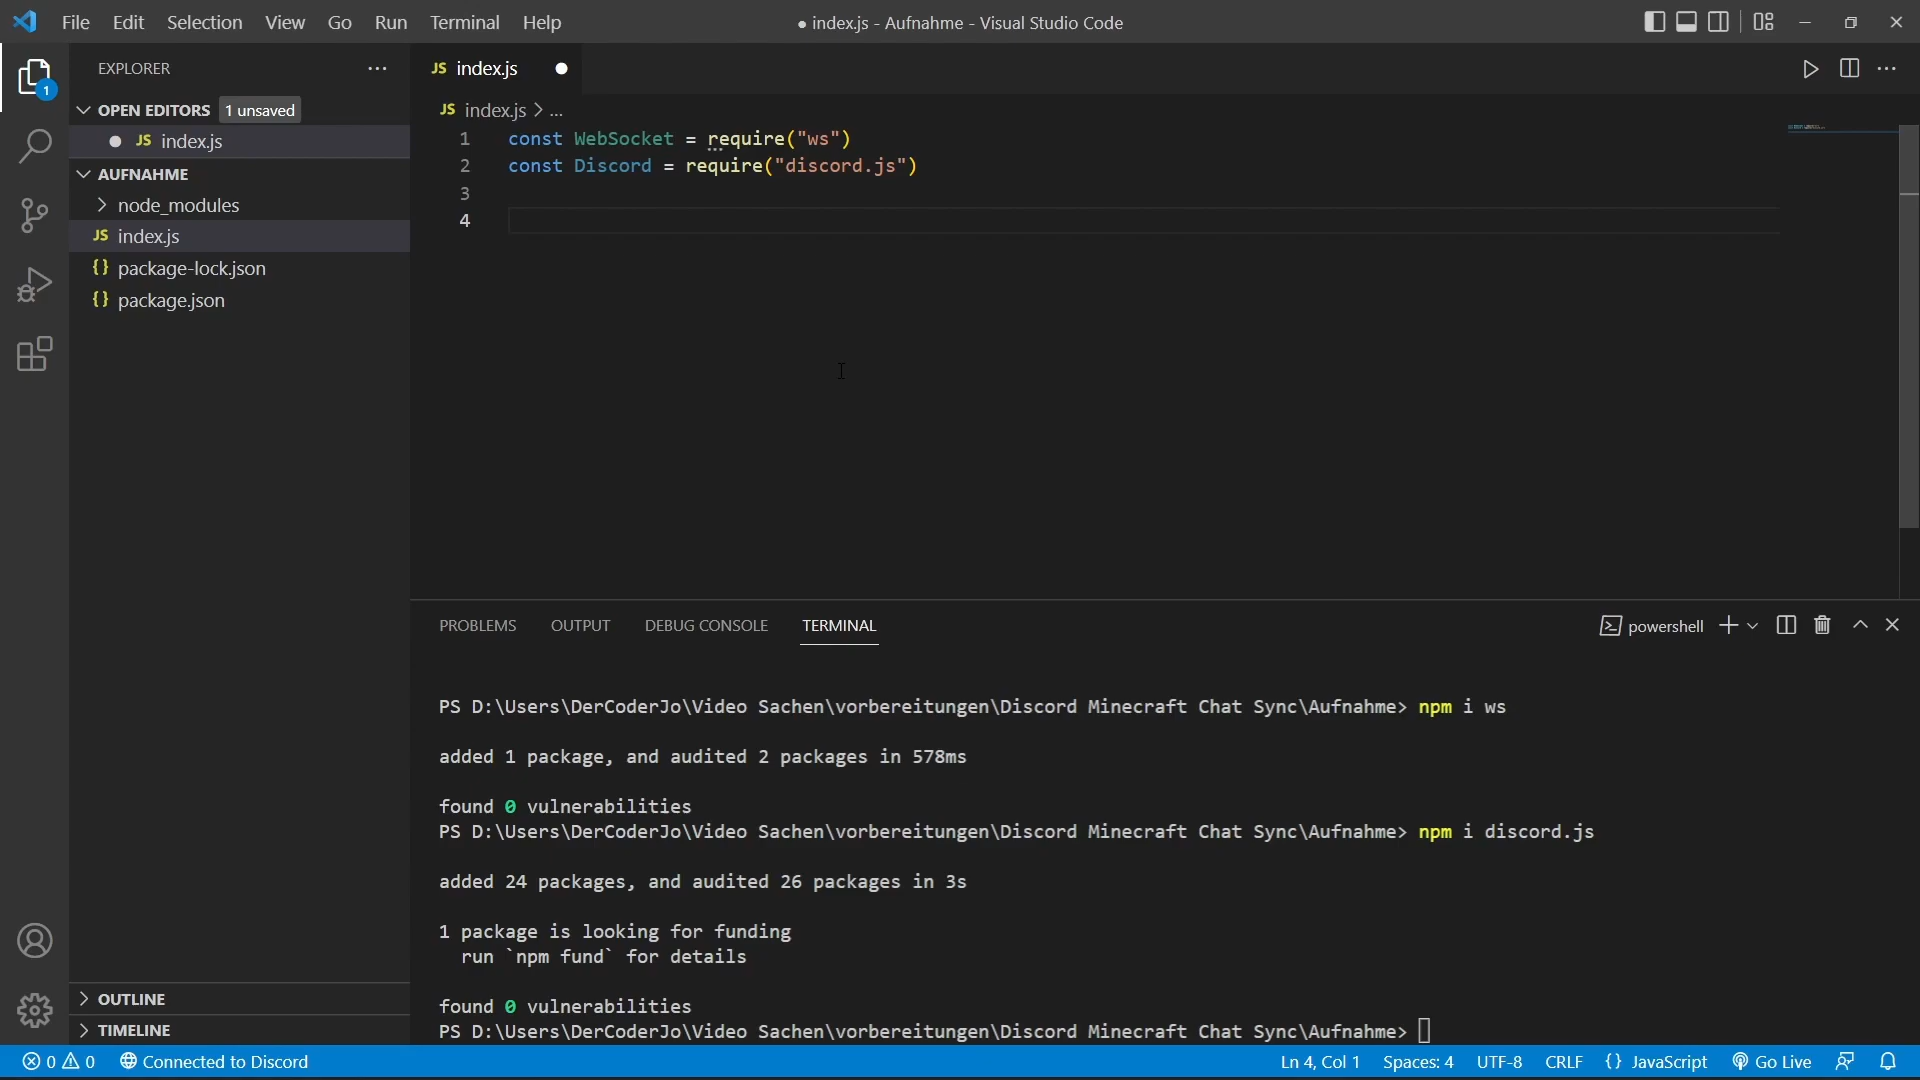 File Edit Selection View Go Run Terminal Help
● index.js - Aufnahme - Visual Studio Code
1
EXPLORER
OPEN EDITORS 1 unsaved
JS index.js
AUFNAHME
node_modules
JS index.js
{} package-lock.json
{} package.json
OUTLINE
TIMELINE
JS index.js
JS index.js > ...
1 const WebSocket = require("ws")
2 const Discord = require("discord.js")
3
4
PROBLEMS OUTPUT DEBUG CONSOLE TERMINAL
powershell
PS D:\Users\DerCoderJo\Video Sachen\vorbereitungen\Discord Minecraft Chat Sync\Aufnahme> npm i ws
added 1 package, and audited 2 packages in 578ms
found 0 vulnerabilities
PS D:\Users\DerCoderJo\Video Sachen\vorbereitungen\Discord Minecraft Chat Sync\Aufnahme> npm i discord.js
added 24 packages, and audited 26 packages in 3s
1 package is looking for funding
run `npm fund` for details
found 0 vulnerabilities
PS D:\Users\DerCoderJo\Video Sachen\vorbereitungen\Discord Minecraft Chat Sync\Aufnahme>
0 0 Connected to Discord
Ln 4, Col 1 Spaces: 4 UTF-8 CRLF {} JavaScript Go Live